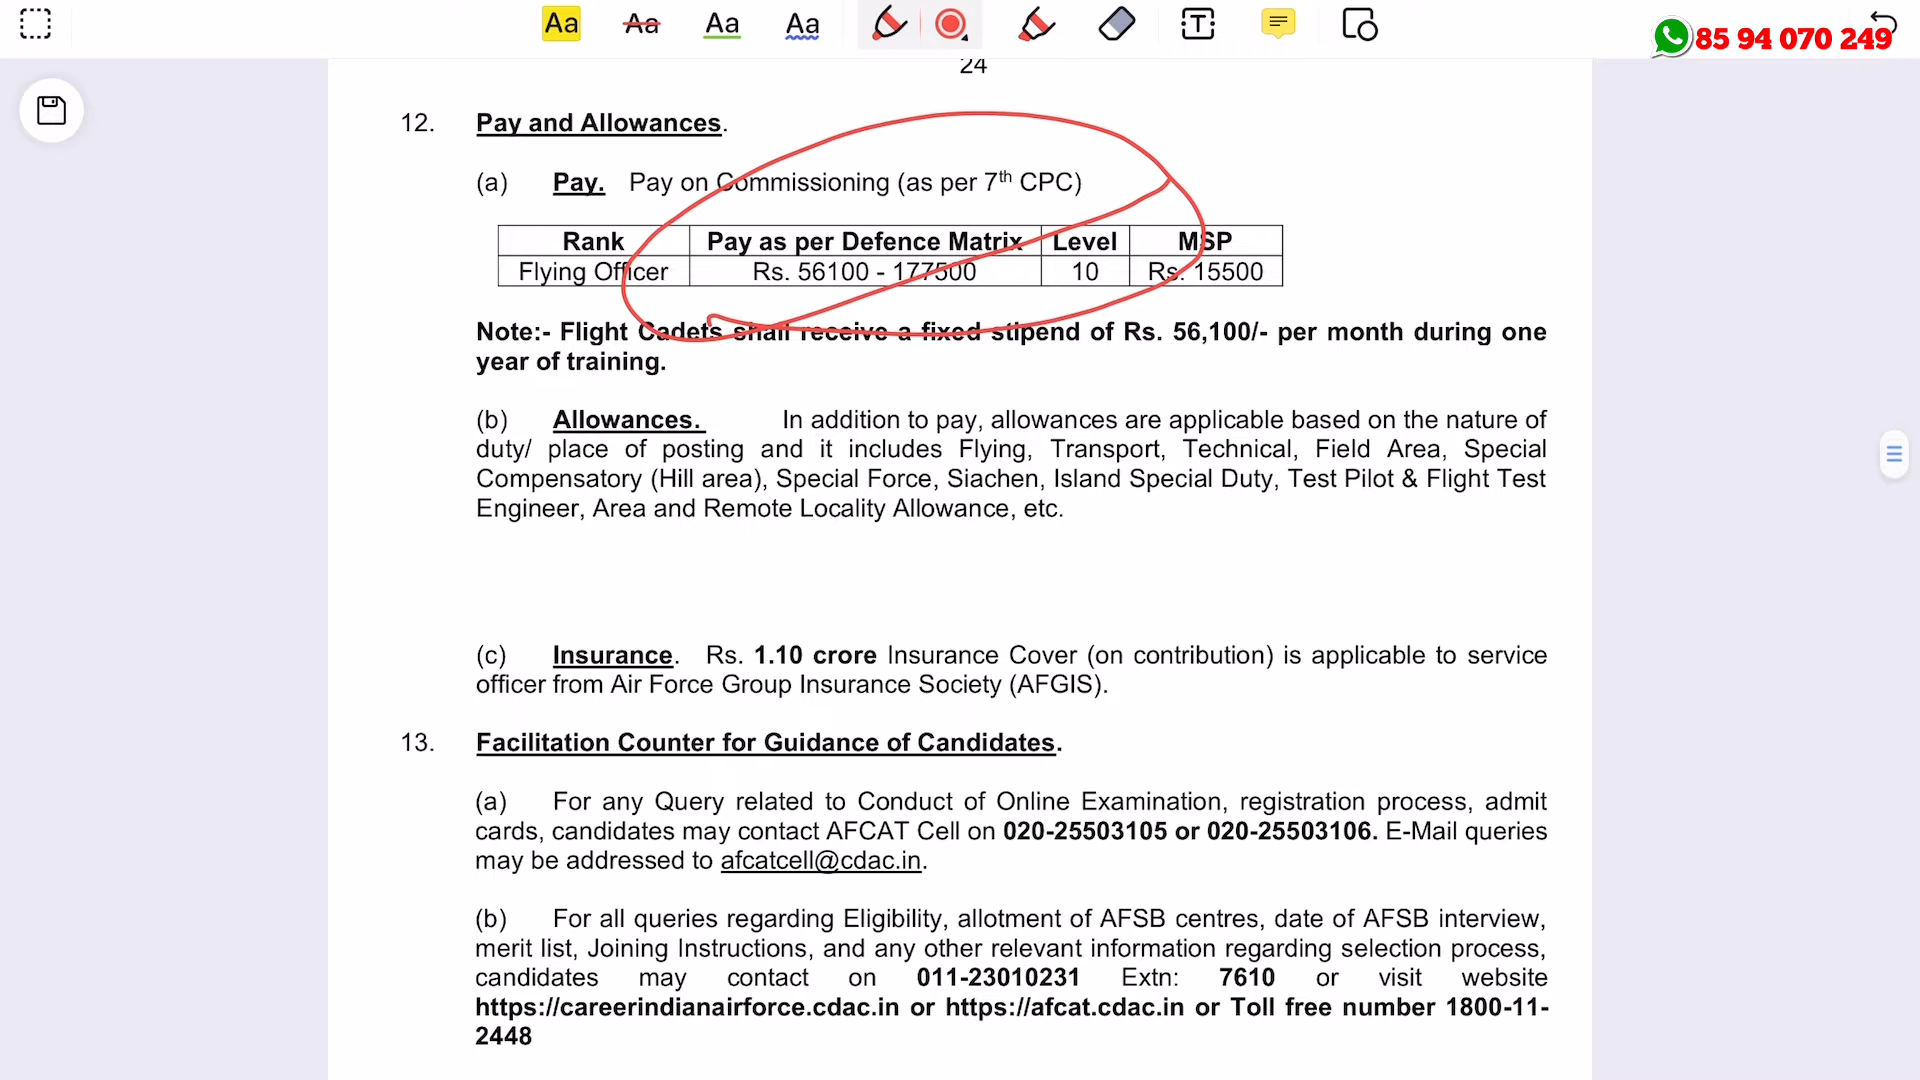 Aa Aa Aa Aa T
85 94 070 249
24
12. Pay and Allowances.
(a) Pay. Pay on Commissioning (as per 7th CPC)
Rank Pay as per Defence Matrix Level MSP
Flying Officer Rs. 56100 - 177500 10 Rs. 15500
Note:- Flight Cadets shall receive a fixed stipend of Rs. 56,100/- per month during one
year of training.
(b) Allowances. In addition to pay, allowances are applicable based on the nature of
duty/ place of posting and it includes Flying, Transport, Technical, Field Area, Special
Compensatory (Hill area), Special Force, Siachen, Island Special Duty, Test Pilot & Flight Test
Engineer, Area and Remote Locality Allowance, etc.
(c) Insurance. Rs. 1.10 crore Insurance Cover (on contribution) is applicable to service
officer from Air Force Group Insurance Society (AFGIS).
13. Facilitation Counter for Guidance of Candidates.
(a) For any Query related to Conduct of Online Examination, registration process, admit
cards, candidates may contact AFCAT Cell on 020-25503105 or 020-25503106. E-Mail queries
may be addressed to afcatcell@cdac.in.
(b) For all queries regarding Eligibility, allotment of AFSB centres, date of AFSB interview,
merit list, Joining Instructions, and any other relevant information regarding selection process,
candidates may contact on 011-23010231 Extn: 7610 or visit website
https://careerindianairforce.cdac.in or https://afcat.cdac.in or Toll free number 1800-11-
2448